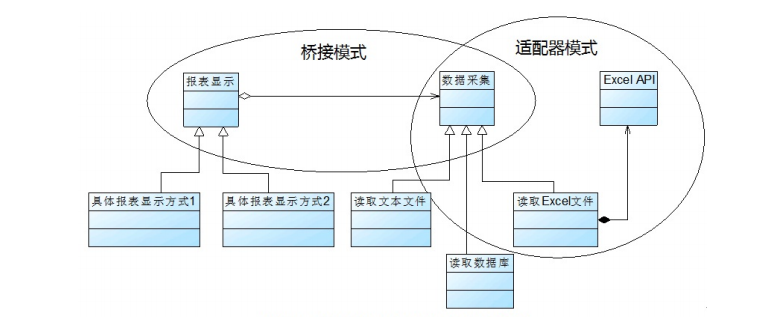 桥接模式
适配器模式
报表显示
数据采集
Excel API
具体报表显示方式1
具体报表显示方式2
读取文本文件
读取Excel文件
读取数据库